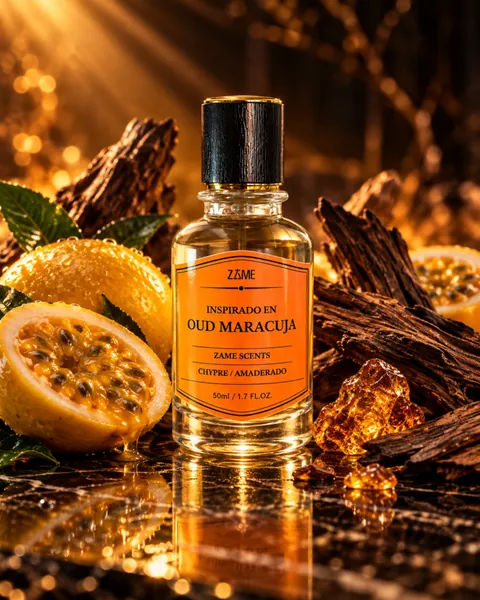 ZAME
INSPIRADO EN
OUD MARACUJA
ZAME SCENTS
CHYPRE / AMADERADO
50ml / 1.7 FL.OZ.